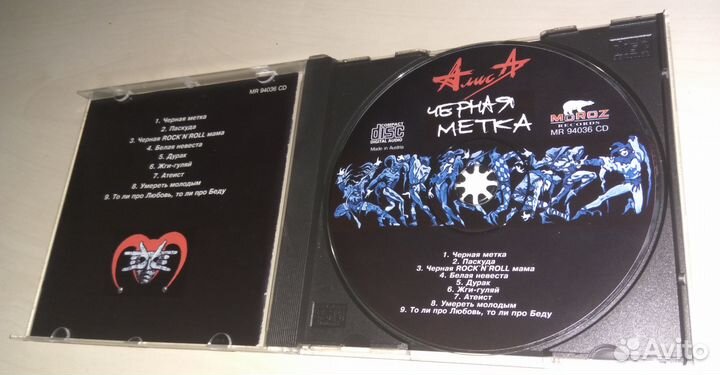 MR 94036 CD
1. Черная метка
2. Паскуда
3. Черная ROCK'N'ROLL мама
4. Белая невеста
5. Дурак
6. Жги-гуляй
7. Атеист
8. Умереть молодым
9. То ли про Любовь, то ли про Беду
АлисА
ЧЕРНАЯ
МЕТКА
COMPACT
disc
DIGITAL AUDIO
Made in Austria
MOROZ
RECORDS
MR 94036 CD
1. Черная метка
2. Паскуда
3. Черная ROCK'N'ROLL мама
4. Белая невеста
5. Дурак
6. Жги-гуляй
7. Атеист
8. Умереть молодым
9. То ли про Любовь, то ли про Беду
Avito